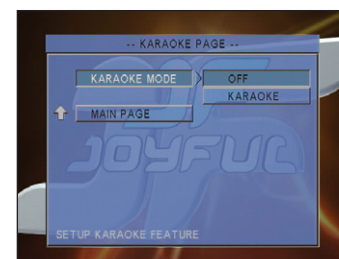 -- KARAOKE PAGE --
KARAOKE MODE OFF
KARAOKE
MAIN PAGE
JOYFUL
SETUP KARAOKE FEATURE